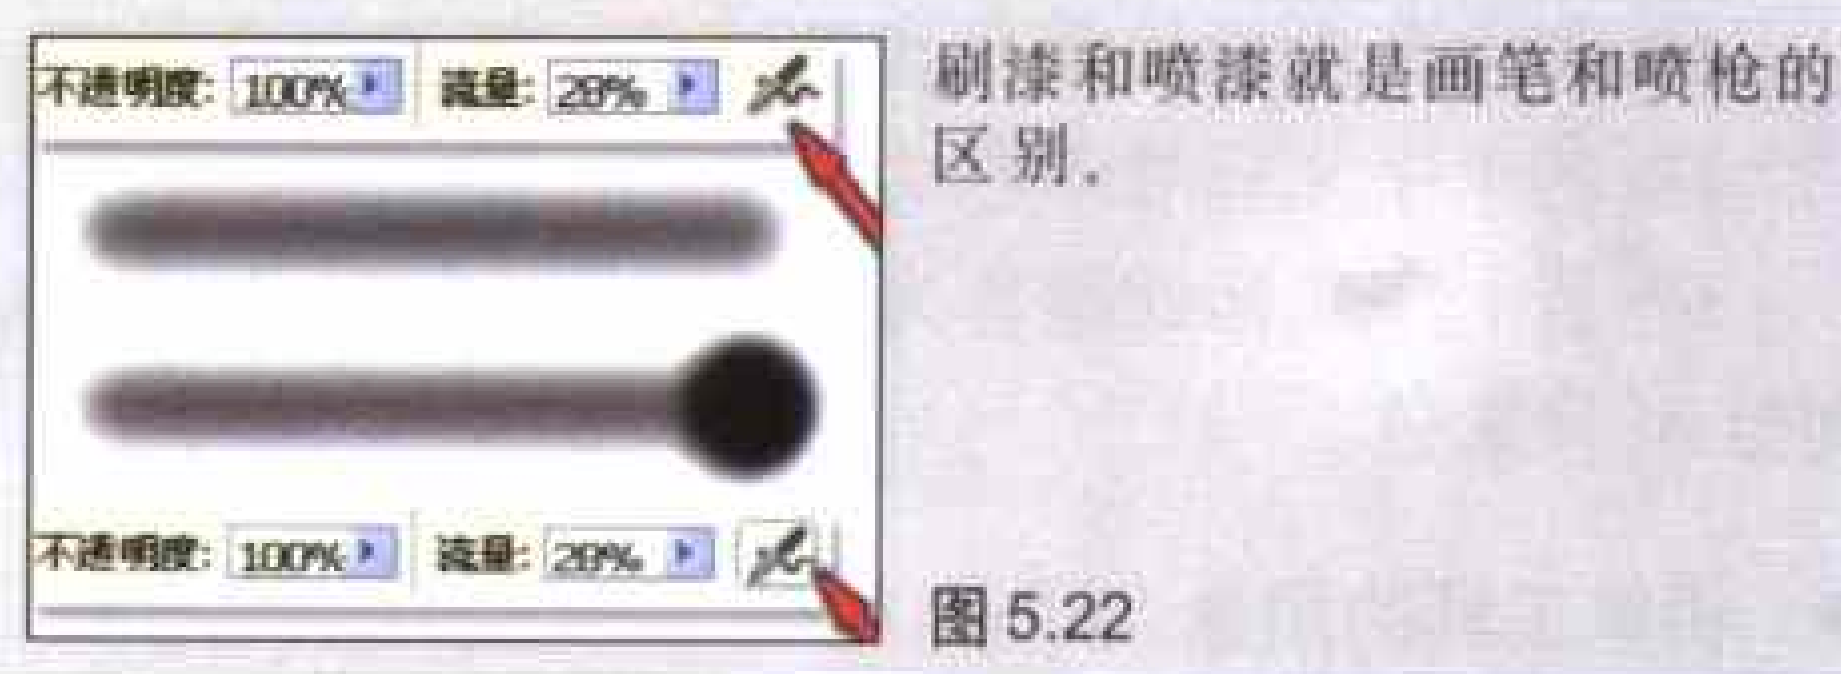 不透明度: 100% 流量: 28%
刷漆和喷漆就是画笔和喷枪的
区别。
不透明度: 100% 流量: 28%
图 5.22